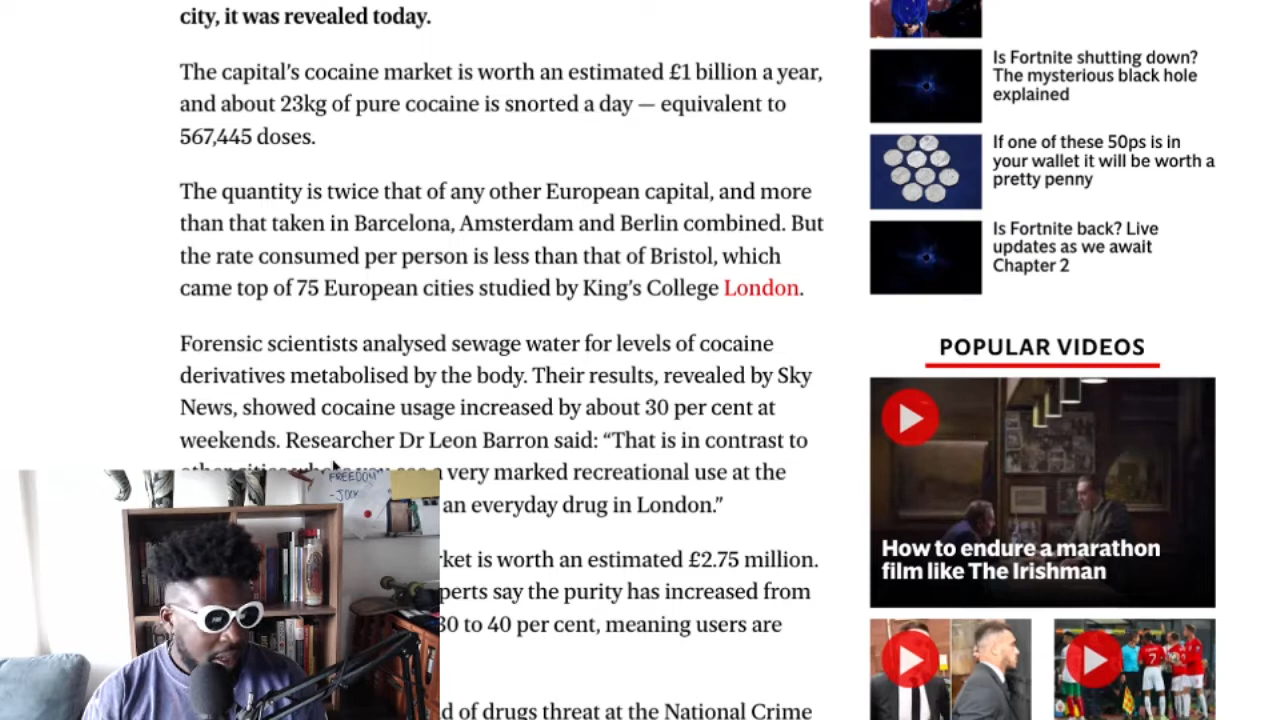 city, it was revealed today.
The capital’s cocaine market is worth an estimated £1 billion a year,
and about 23kg of pure cocaine is snorted a day — equivalent to
567,445 doses.
The quantity is twice that of any other European capital, and more
than that taken in Barcelona, Amsterdam and Berlin combined. But
the rate consumed per person is less than that of Bristol, which
came top of 75 European cities studied by King’s College London.
Forensic scientists analysed sewage water for levels of cocaine
derivatives metabolised by the body. Their results, revealed by Sky
News, showed cocaine usage increased by about 30 per cent at
weekends. Researcher Dr Leon Barron said: “That is in contrast to
very marked recreational use at the
an everyday drug in London.”
is worth an estimated £2.75 million.
say the purity has increased from
30 to 40 per cent, meaning users are
of drugs threat at the National Crime
Is Fortnite shutting down?
The mysterious black hole
explained
If one of these 50ps is in
your wallet it will be worth a
pretty penny
Is Fortnite back? Live
updates as we await
Chapter 2
POPULAR VIDEOS
How to endure a marathon
film like The Irishman
FREEDOM
7